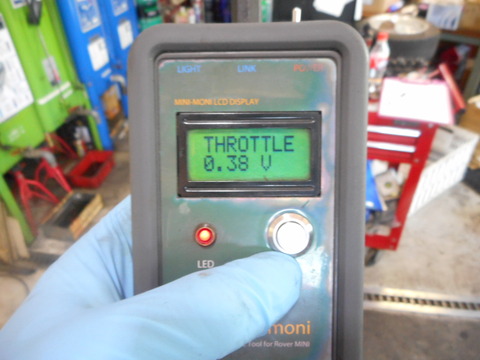 LIGHT LINK
MINI-MONI LCD DISPLAY
THROTTLE
0.38 V
LED
moni
Tool for Rover MINI